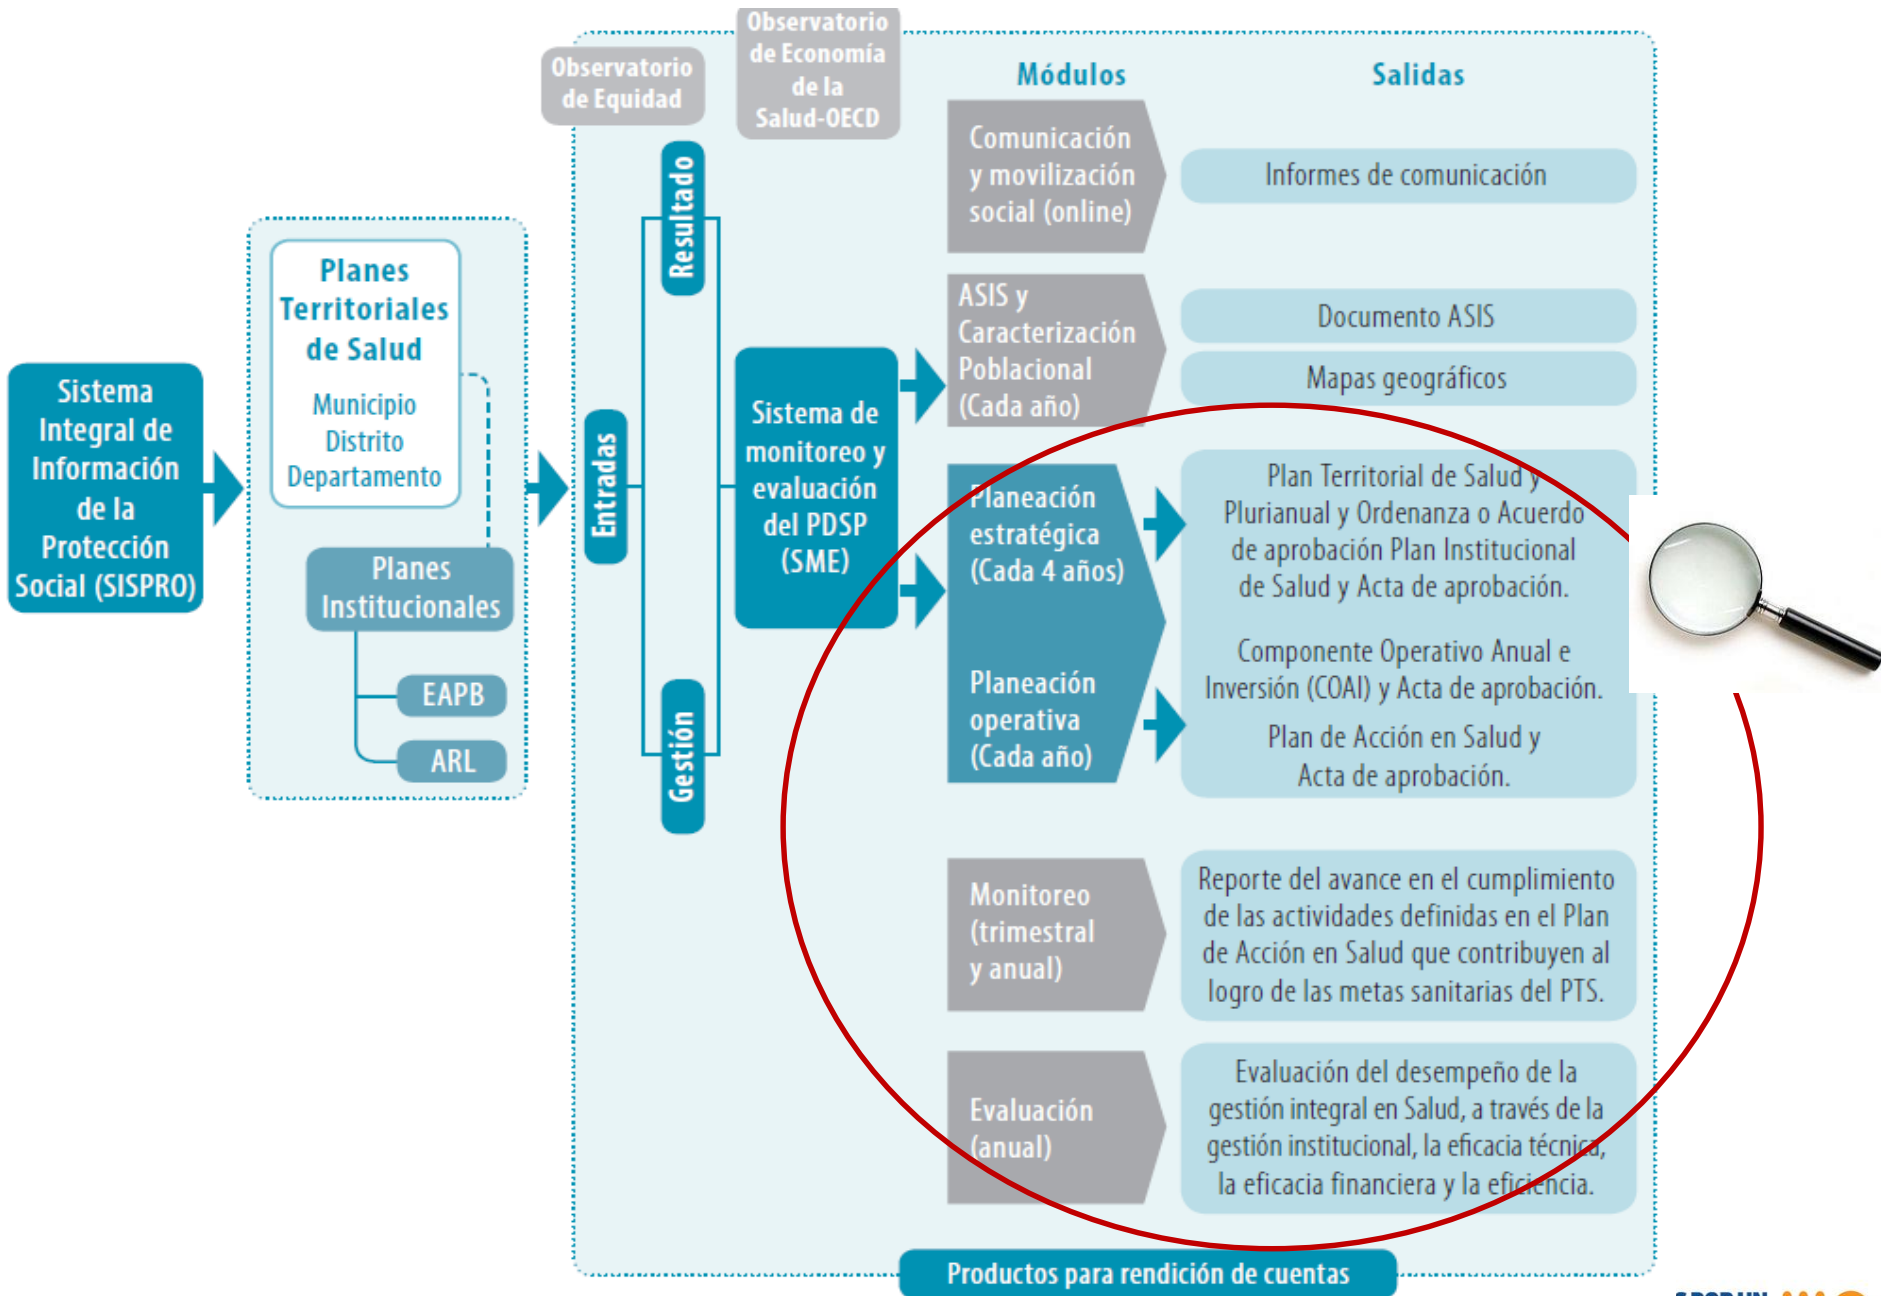 Observatorio
de Equidad
Observatorio
de Economía
de la
Salud-OECD
Módulos
Salidas
Sistema
Integral de
Información
de la
Protección
Social (SISPRO)
Planes
Territoriales
de Salud
Municipio
Distrito
Departamento
Planes
Institucionales
EAPB
ARL
Entradas
Resultado
Gestión
Sistema de
monitoreo y
evaluación
del PDSP
(SME)
Comunicación
y movilización
social (online)
Informes de comunicación
ASIS y
Caracterización
Poblacional
(Cada año)
Documento ASIS
Mapas geográficos
Planeación
estratégica
(Cada 4 años)
Plan Territorial de Salud y
Plurianual y Ordenanza o Acuerdo
de aprobación Plan Institucional
de Salud y Acta de aprobación.
Planeación
operativa
(Cada año)
Componente Operativo Anual e
Inversión (COAI) y Acta de aprobación.
Plan de Acción en Salud y
Acta de aprobación.
Monitoreo
(trimestral
y anual)
Reporte del avance en el cumplimiento
de las actividades definidas en el Plan
de Acción en Salud que contribuyen al
logro de las metas sanitarias del PTS.
Evaluación
(anual)
Evaluación del desempeño de la
gestión integral en Salud, a través de la
gestión institucional, la eficacia técnica,
la eficacia financiera y la eficiencia.
Productos para rendición de cuentas